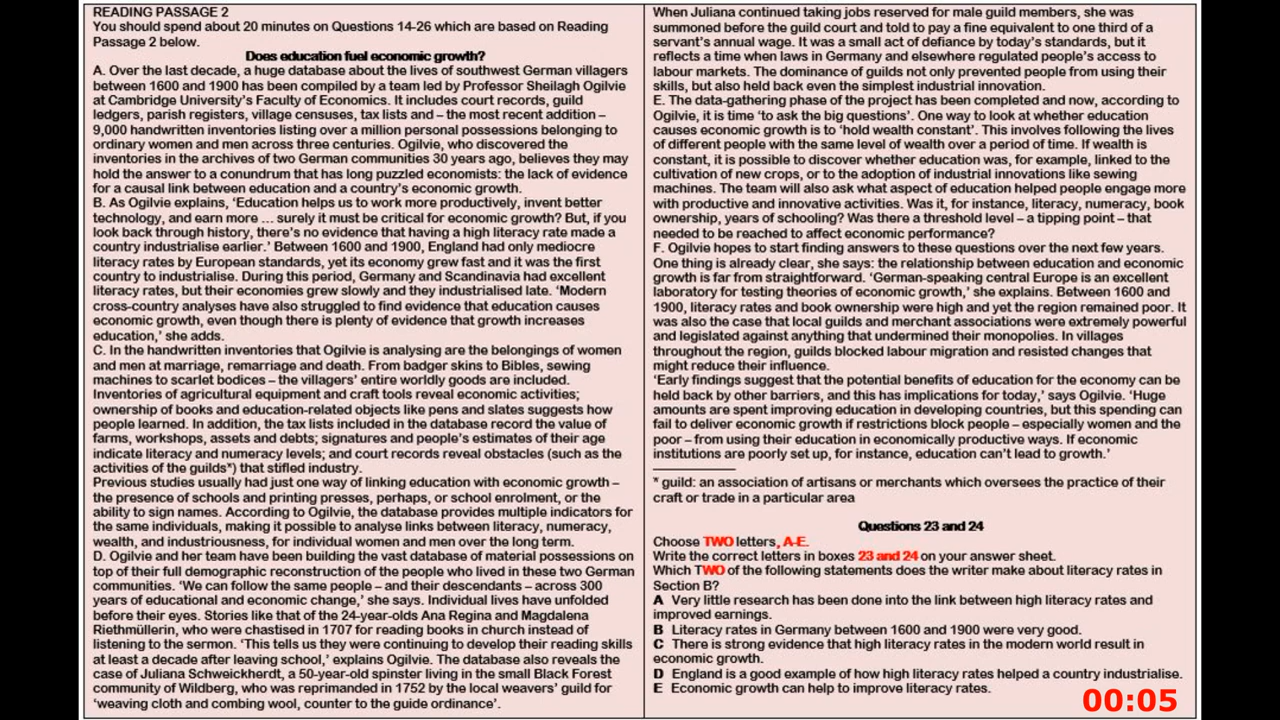 READING PASSAGE 2
You should spend about 20 minutes on Questions 14-26 which are based on Reading
Passage 2 below.
Does education fuel economic growth?
A. Over the last decade, a huge database about the lives of southwest German villagers
between 1600 and 1900 has been compiled by a team led by Professor Sheilagh Ogilvie
at Cambridge University's Faculty of Economics. It includes court records, guild
ledgers, parish registers, village censuses, tax lists and – the most recent addition –
9,000 handwritten inventories listing over a million personal possessions belonging to
ordinary women and men across three centuries. Ogilvie, who discovered the
inventories in the archives of two German communities 30 years ago, believes they may
hold the answer to a conundrum that has long puzzled economists: the lack of evidence
for a causal link between education and a country's economic growth.
B. As Ogilvie explains, 'Education helps us to work more productively, invent better
technology, and earn more … surely it must be critical for economic growth? But, if you
look back through history, there's no evidence that having a high literacy rate made a
country industrialise earlier.' Between 1600 and 1900, England had only mediocre
literacy rates by European standards, yet its economy grew fast and it was the first
country to industrialise. During this period, Germany and Scandinavia had excellent
literacy rates, but their economies grew slowly and they industrialised late. 'Modern
cross-country analyses have also struggled to find evidence that education causes
economic growth, even though there is plenty of evidence that growth increases
education,' she adds.
C. In the handwritten inventories that Ogilvie is analysing are the belongings of women
and men at marriage, remarriage and death. From badger skins to Bibles, sewing
machines to scarlet bodices – the villagers' entire worldly goods are included.
Inventories of agricultural equipment and craft tools reveal economic activities;
ownership of books and education-related objects like pens and slates suggests how
people learned. In addition, the tax lists included in the database record the value of
farms, workshops, assets and debts; signatures and people's estimates of their age
indicate literacy and numeracy levels; and court records reveal obstacles (such as the
activities of the guilds*) that stifled industry.
Previous studies usually had just one way of linking education with economic growth –
the presence of schools and printing presses, perhaps, or school enrolment, or the
ability to sign names. According to Ogilvie, the database provides multiple indicators for
the same individuals, making it possible to analyse links between literacy, numeracy,
wealth, and industriousness, for individual women and men over the long term.
D. Ogilvie and her team have been building the vast database of material possessions on
top of their full demographic reconstruction of the people who lived in these two German
communities. 'We can follow the same people – and their descendants – across 300
years of educational and economic change,' she says. Individual lives have unfolded
before their eyes. Stories like that of the 24-year-olds Ana Regina and Magdalena
Riethmüllerin, who were chastised in 1707 for reading books in church instead of
listening to the sermon. 'This tells us they were continuing to develop their reading skills
at least a decade after leaving school,' explains Ogilvie. The database also reveals the
case of Juliana Schweickherdt, a 50-year-old spinster living in the small Black Forest
community of Wildberg, who was reprimanded in 1752 by the local weavers' guild for
'weaving cloth and combing wool, counter to the guide ordinance'.
When Juliana continued taking jobs reserved for male guild members, she was
summoned before the guild court and told to pay a fine equivalent to one third of a
servant's annual wage. It was a small act of defiance by today's standards, but it
reflects a time when laws in Germany and elsewhere regulated people's access to
labour markets. The dominance of guilds not only prevented people from using their
skills, but also held back even the simplest industrial innovation.
E. The data-gathering phase of the project has been completed and now, according to
Ogilvie, it is time 'to ask the big questions'. One way to look at whether education
causes economic growth is to 'hold wealth constant'. This involves following the lives
of different people with the same level of wealth over a period of time. If wealth is
constant, it is possible to discover whether education was, for example, linked to the
cultivation of new crops, or to the adoption of industrial innovations like sewing
machines. The team will also ask what aspect of education helped people engage more
with productive and innovative activities. Was it, for instance, literacy, numeracy, book
ownership, years of schooling? Was there a threshold level – a tipping point – that
needed to be reached to affect economic performance?
F. Ogilvie hopes to start finding answers to these questions over the next few years.
One thing is already clear, she says: the relationship between education and economic
growth is far from straightforward. 'German-speaking central Europe is an excellent
laboratory for testing theories of economic growth,' she explains. Between 1600 and
1900, literacy rates and book ownership were high and yet the region remained poor. It
was also the case that local guilds and merchant associations were extremely powerful
and legislated against anything that undermined their monopolies. In villages
throughout the region, guilds blocked labour migration and resisted changes that
might reduce their influence.
'Early findings suggest that the potential benefits of education for the economy can be
held back by other barriers, and this has implications for today,' says Ogilvie. 'Huge
amounts are spent improving education in developing countries, but this spending can
fail to deliver economic growth if restrictions block people – especially women and the
poor – from using their education in economically productive ways. If economic
institutions are poorly set up, for instance, education can't lead to growth.'
* guild: an association of artisans or merchants which oversees the practice of their
craft or trade in a particular area
Questions 23 and 24
Choose TWO letters, A-E.
Write the correct letters in boxes 23 and 24 on your answer sheet.
Which TWO of the following statements does the writer make about literacy rates in
Section B?
A Very little research has been done into the link between high literacy rates and
improved earnings.
B Literacy rates in Germany between 1600 and 1900 were very good.
C There is strong evidence that high literacy rates in the modern world result in
economic growth.
D England is a good example of how high literacy rates helped a country industrialise.
E Economic growth can help to improve literacy rates.
00:05